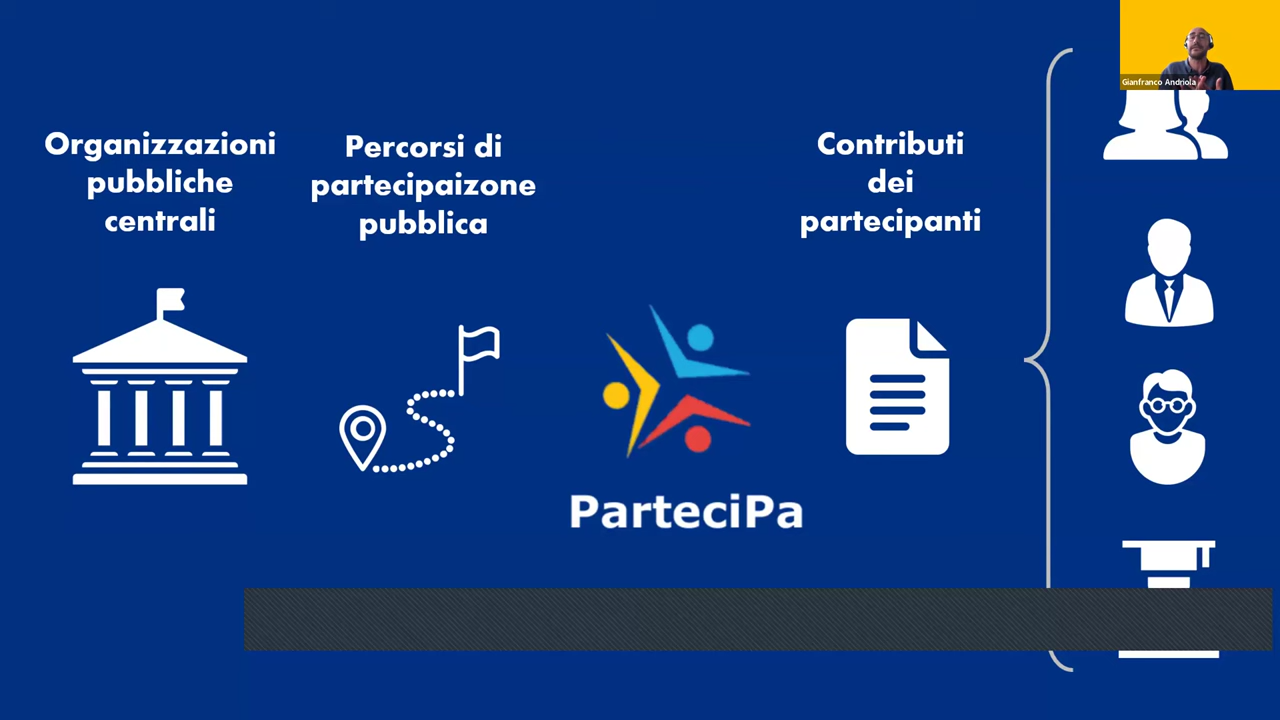 Gianfranco Andriola
Organizzazioni
pubbliche
centrali
Percorsi di
partecipaizone
pubblica
Contributi
dei
partecipanti
ParteciPa